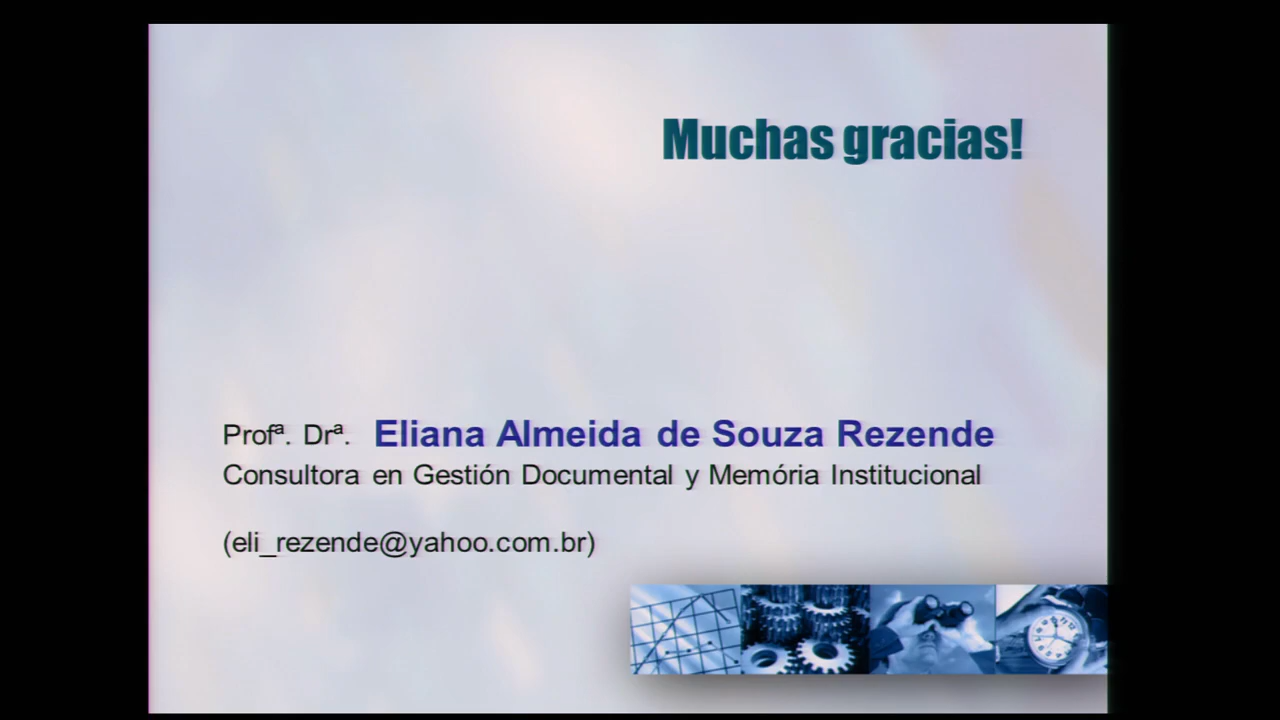 Muchas gracias!
Profª. Drª. Eliana Almeida de Souza Rezende
Consultora en Gestión Documental y Memória Institucional
(eli_rezende@yahoo.com.br)